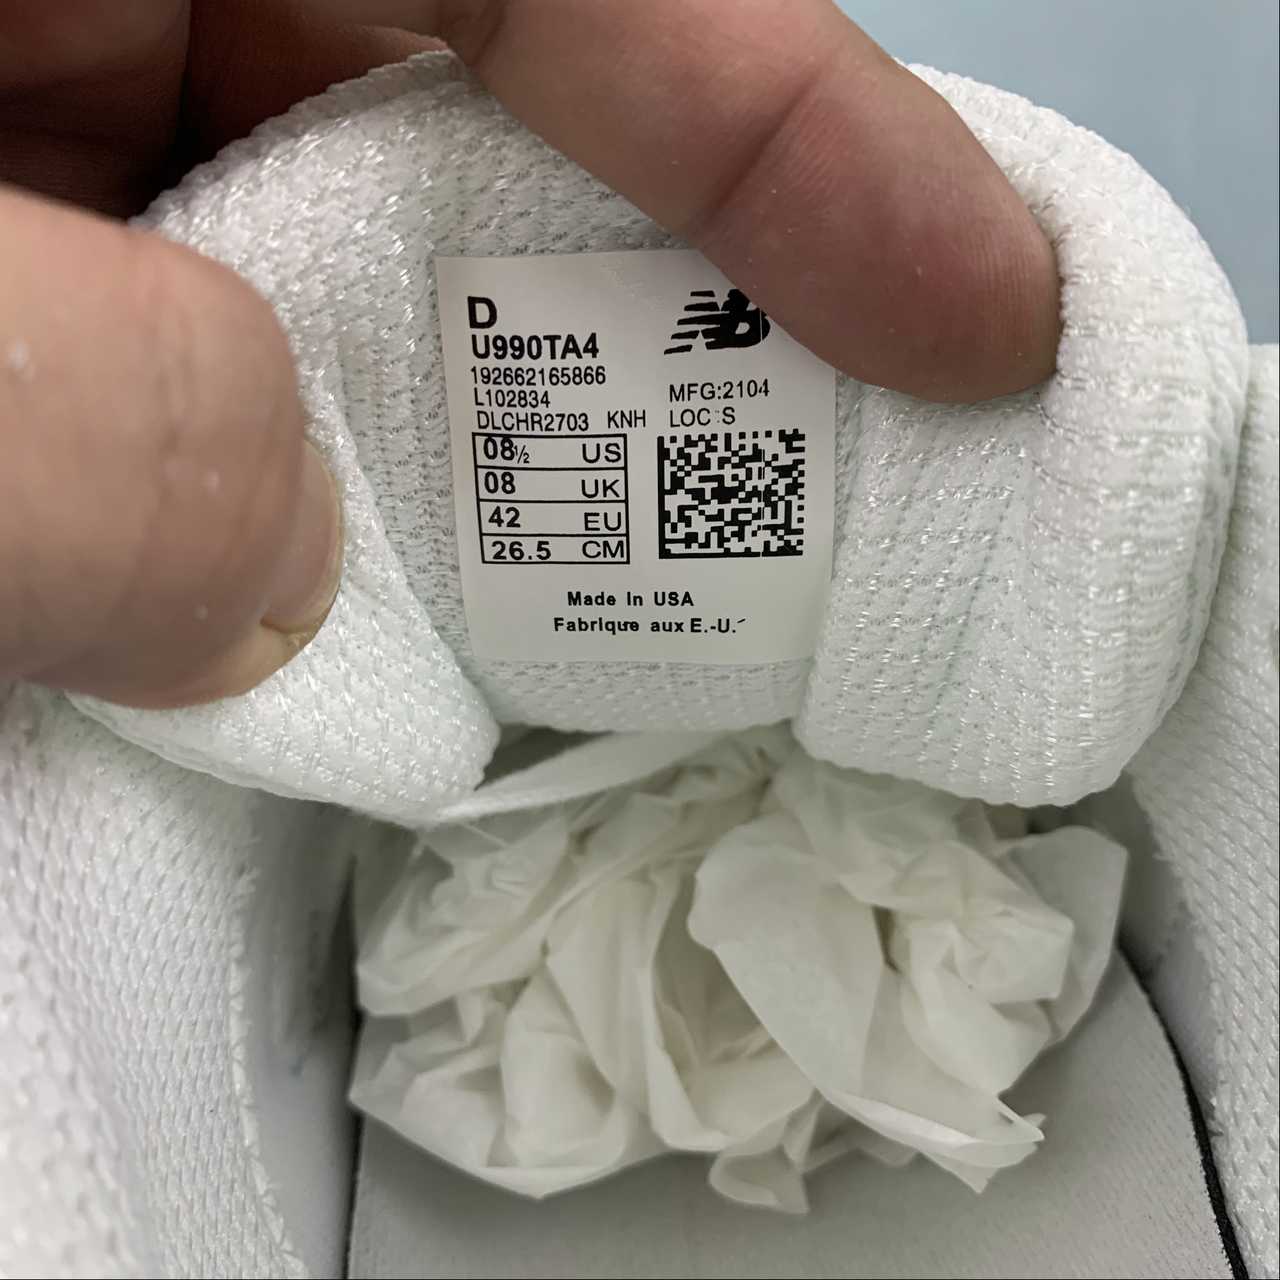 D
U990TA4
192662165866
L102834
DLCHR2703 KNH
NB
MFG:2104
LOC:S
08½ US
08 UK
42 EU
26.5 CM
Made In USA
Fabrique aux E.-U.